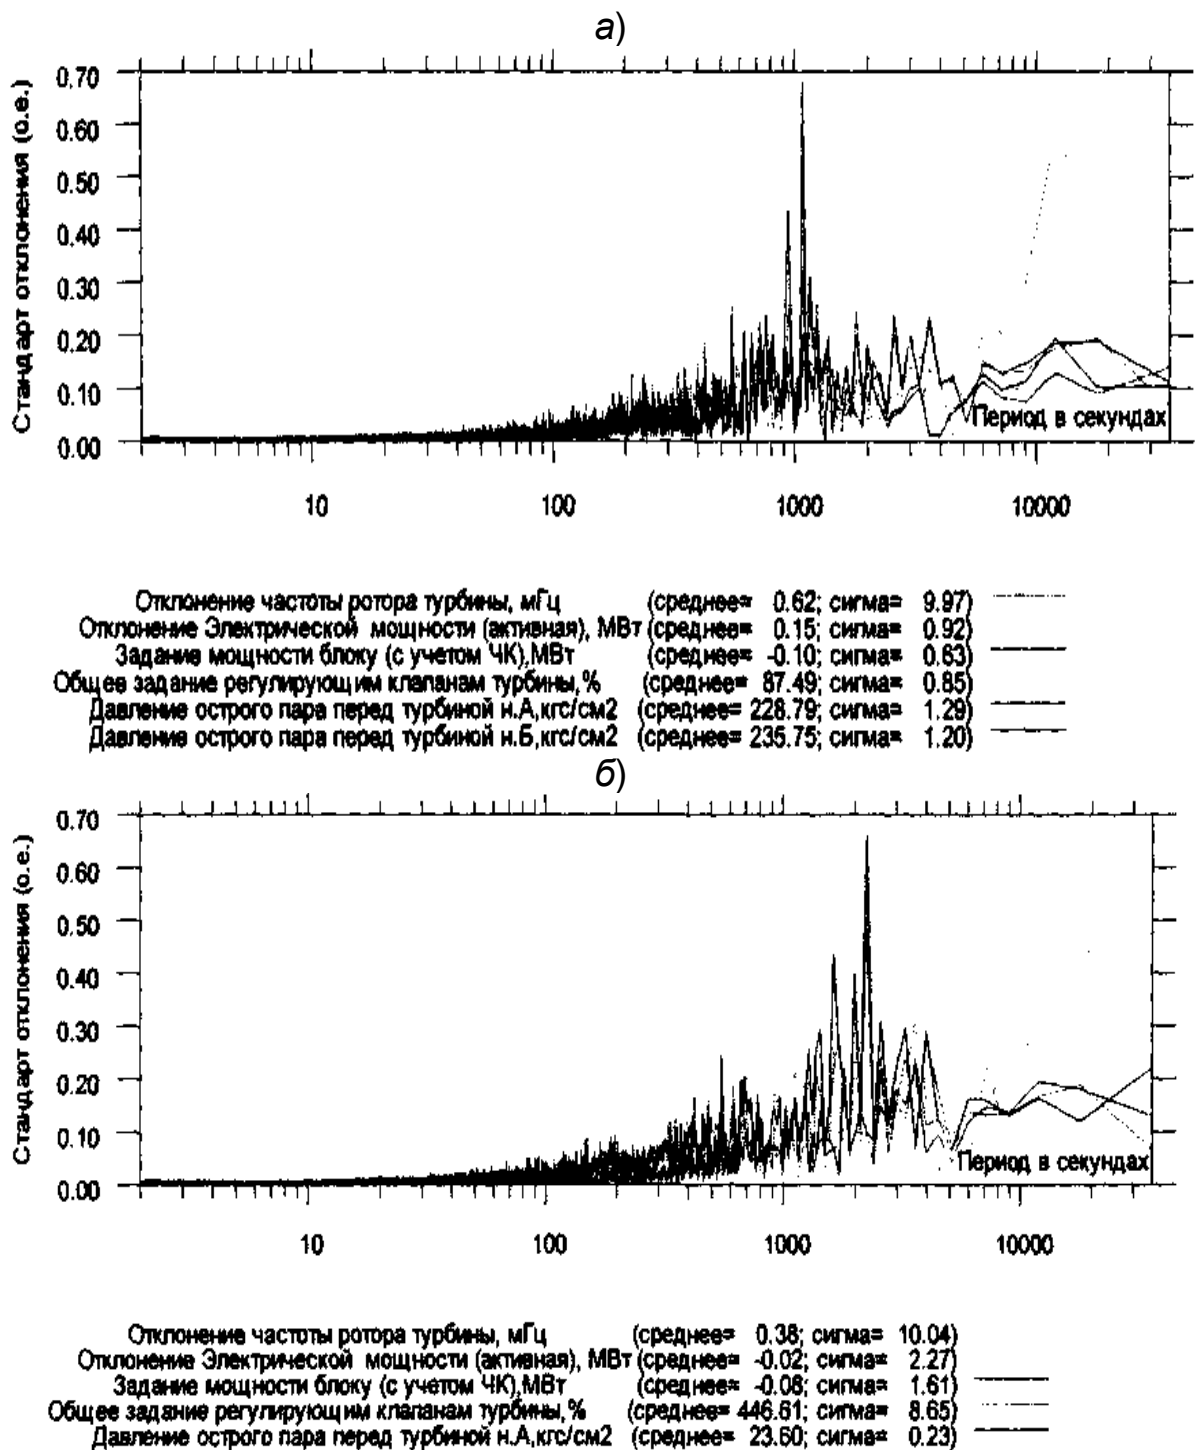 а)
Стандарт отклонения (о.е.)
0.70
0.60
0.50
0.40
0.30
0.20
0.10
0.00
Период в секундах
10 100 1000 10000
Отклонение частоты ротора турбины, мГц (среднее= 0.62; сигма= 9.97)
Отклонение Электрической мощности (активная), МВт (среднее= 0.15; сигма= 0.92)
Задание мощности блоку (с учетом ЧК),МВт (среднее= -0.10; сигма= 0.63)
Общее задание регулирующим клапанам турбины,% (среднее= 87.49; сигма= 0.85)
Давление острого пара перед турбиной н.А,кгс/см2 (среднее= 228.79; сигма= 1.29)
Давление острого пара перед турбиной н.Б,кгс/см2 (среднее= 235.75; сигма= 1.20)
б)
Стандарт отклонения (о.е.)
0.70
0.60
0.50
0.40
0.30
0.20
0.10
0.00
Период в секундах
10 100 1000 10000
Отклонение частоты ротора турбины, мГц (среднее= 0.38; сигма= 10.04)
Отклонение Электрической мощности (активная), МВт (среднее= -0.02; сигма= 2.27)
Задание мощности блоку (с учетом ЧК),МВт (среднее= -0.08; сигма= 1.61)
Общее задание регулирующим клапанам турбины,% (среднее= 446.61; сигма= 8.65)
Давление острого пара перед турбиной н.А,кгс/см2 (среднее= 23.60; сигма= 0.23)